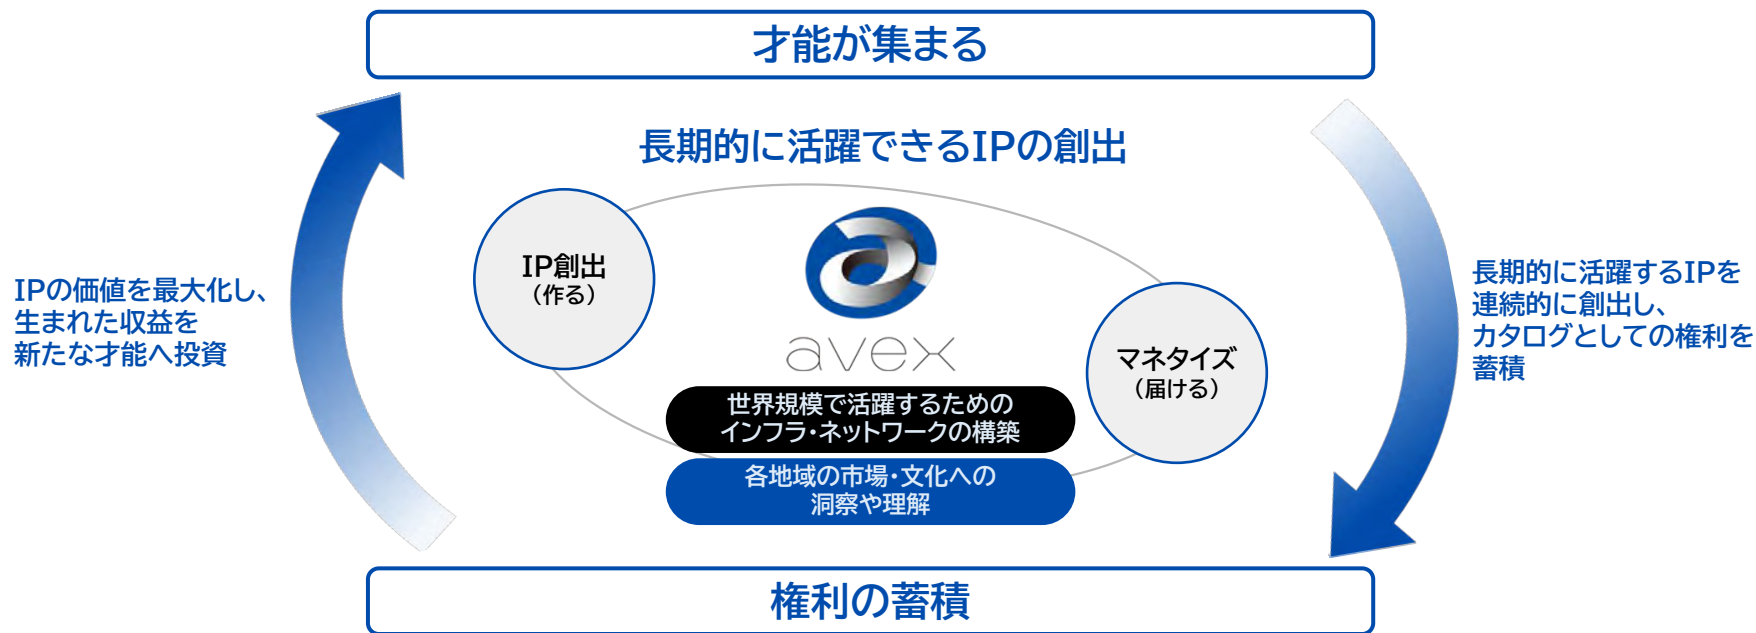 才能が集まる
長期的に活躍できるIPの創出
IP創出
（作る）
avex
マネタイズ
（届ける）
世界規模で活躍するための
インフラ・ネットワークの構築
各地域の市場・文化への
洞察や理解
IPの価値を最大化し、
生まれた収益を
新たな才能へ投資
長期的に活躍するIPを
連続的に創出し、
カタログとしての権利を
蓄積
権利の蓄積